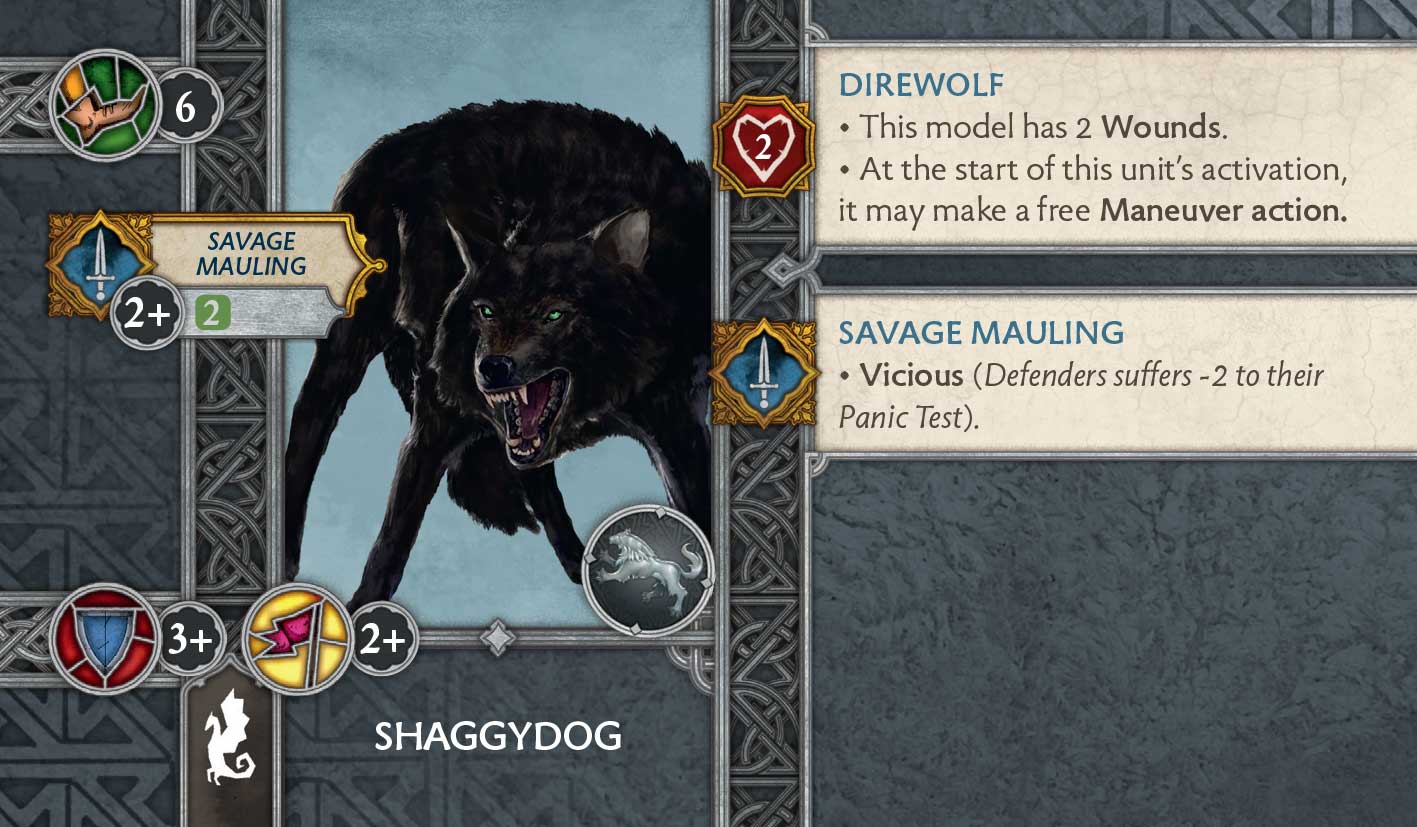 6
SAVAGE
MAULING
2+
2
3+
2+
SHAGGYDOG
2
DIREWOLF
• This model has 2 Wounds.
• At the start of this unit's activation,
it may make a free Maneuver action.
SAVAGE MAULING
• Vicious (Defenders suffers -2 to their
Panic Test).